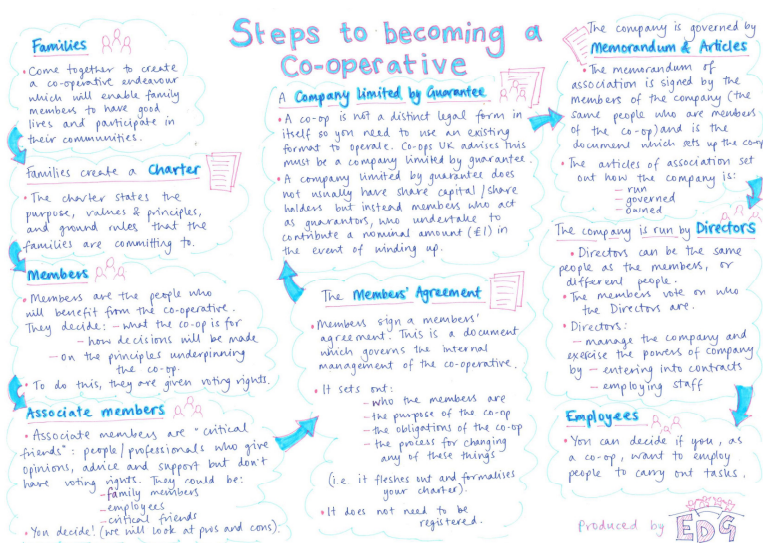 Steps to becoming a
Co-operative
Families
• Come together to create
a co-operative endeavour
which will enable family
members to have good
lives and participate in
their communities.
Families create a Charter
• The charter states the
purpose, values & principles,
and ground rules that the
families are committing to.
Members
• Members are the people who
will benefit from the co-operative.
They decide: – what the co-op is for
– how decisions will be made
– on the principles underpinning
the co-op.
• To do this, they are given voting rights.
Associate members
• Associate members are "critical
friends": people/professionals who give
opinions, advice and support but don't
have voting rights. They could be:
– family members
– employees
– critical friends
• You decide! (we will look at pros and cons).
The Members' Agreement
• Members sign a members'
agreement. This is a document
which governs the internal
management of the co-operative.
• It sets out:
– who the members are
– the purpose of the co-op
– the obligations of the co-op
– the process for changing
any of these things
(i.e. it fleshes out and formalises
your charter).
• It does not need to be
registered.
A Company Limited by Guarantee
• A co-op is not a distinct legal form in
itself so you need to use an existing
format to operate. Co-ops UK advises this
must be a company limited by guarantee.
• A company limited by guarantee does
not usually have share capital/share
holders but instead members who act
as guarantors, who undertake to
contribute a nominal amount (£1) in
the event of winding up.
The company is governed by
Memorandum & Articles
• The memorandum of
association is signed by the
members of the company (the
same people who are members
of the co-op) and is the
document which sets up the
• The articles of association set
out how the company is:
– run
– governed
– owned
The company is run by Directors
• Directors can be the same
people as the members, or
different people.
• The members vote on who
the Directors are.
• Directors:
– manage the company and
exercise the powers of company
by – entering into contracts
– employing staff
Employees
• You can decide if you, as
a co-op, want to employ
people to carry out tasks.
Produced by EDG